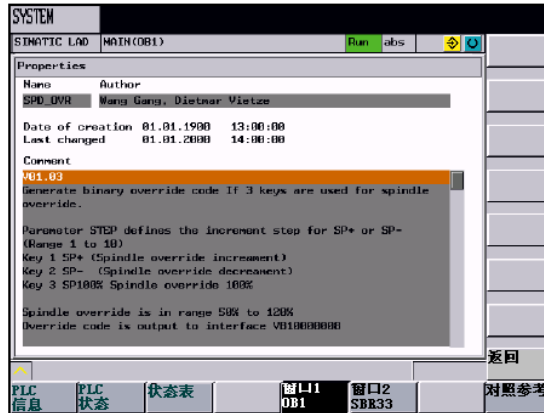 SYSTEM
SIMATIC LAD MAIN(OB1) Run abs
Properties
Name Author
SPD_OVR Wang Gang, Dietmar Vietze
Date of creation 01.01.1900 13:00:00
Last changed 01.01.2000 14:00:00
Comment
V01.03
Generate binary override code If 3 keys are used for spindle
override.
Parameter STEP defines the increment step for SP+ or SP-
(Range 1 to 10)
Key 1 SP+ (Spindle override increament)
Key 2 SP- (Spindle override decreament)
Key 3 SP100% Spindle override 100%
Spindle override is in range 50% to 120%
Override code is output to interface VB10000008
返回
PLC 信息
PLC 状态
状态表
窗口1 OB1
窗口2 SBR33
对照参考